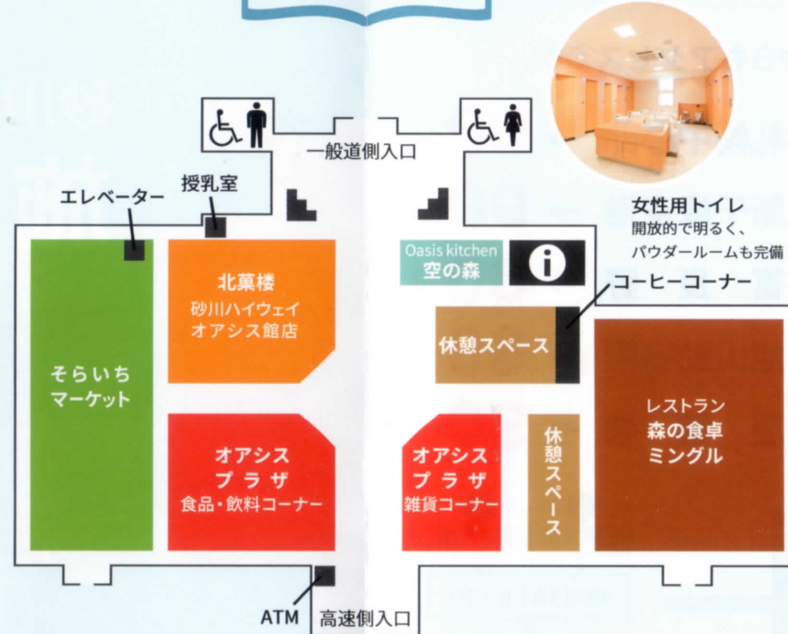 一般道側入口
エレベーター
授乳室
女性用トイレ
開放的で明るく、
パウダールームも完備
Oasis kitchen
空の森
コーヒーコーナー
北菓楼
砂川ハイウェイ
オアシス館店
休憩スペース
そらいち
マーケット
レストラン
森の食卓
ミングル
オアシス
プラザ
食品・飲料コーナー
オアシス
プラザ
雑貨コーナー
休憩スペース
ATM
高速側入口